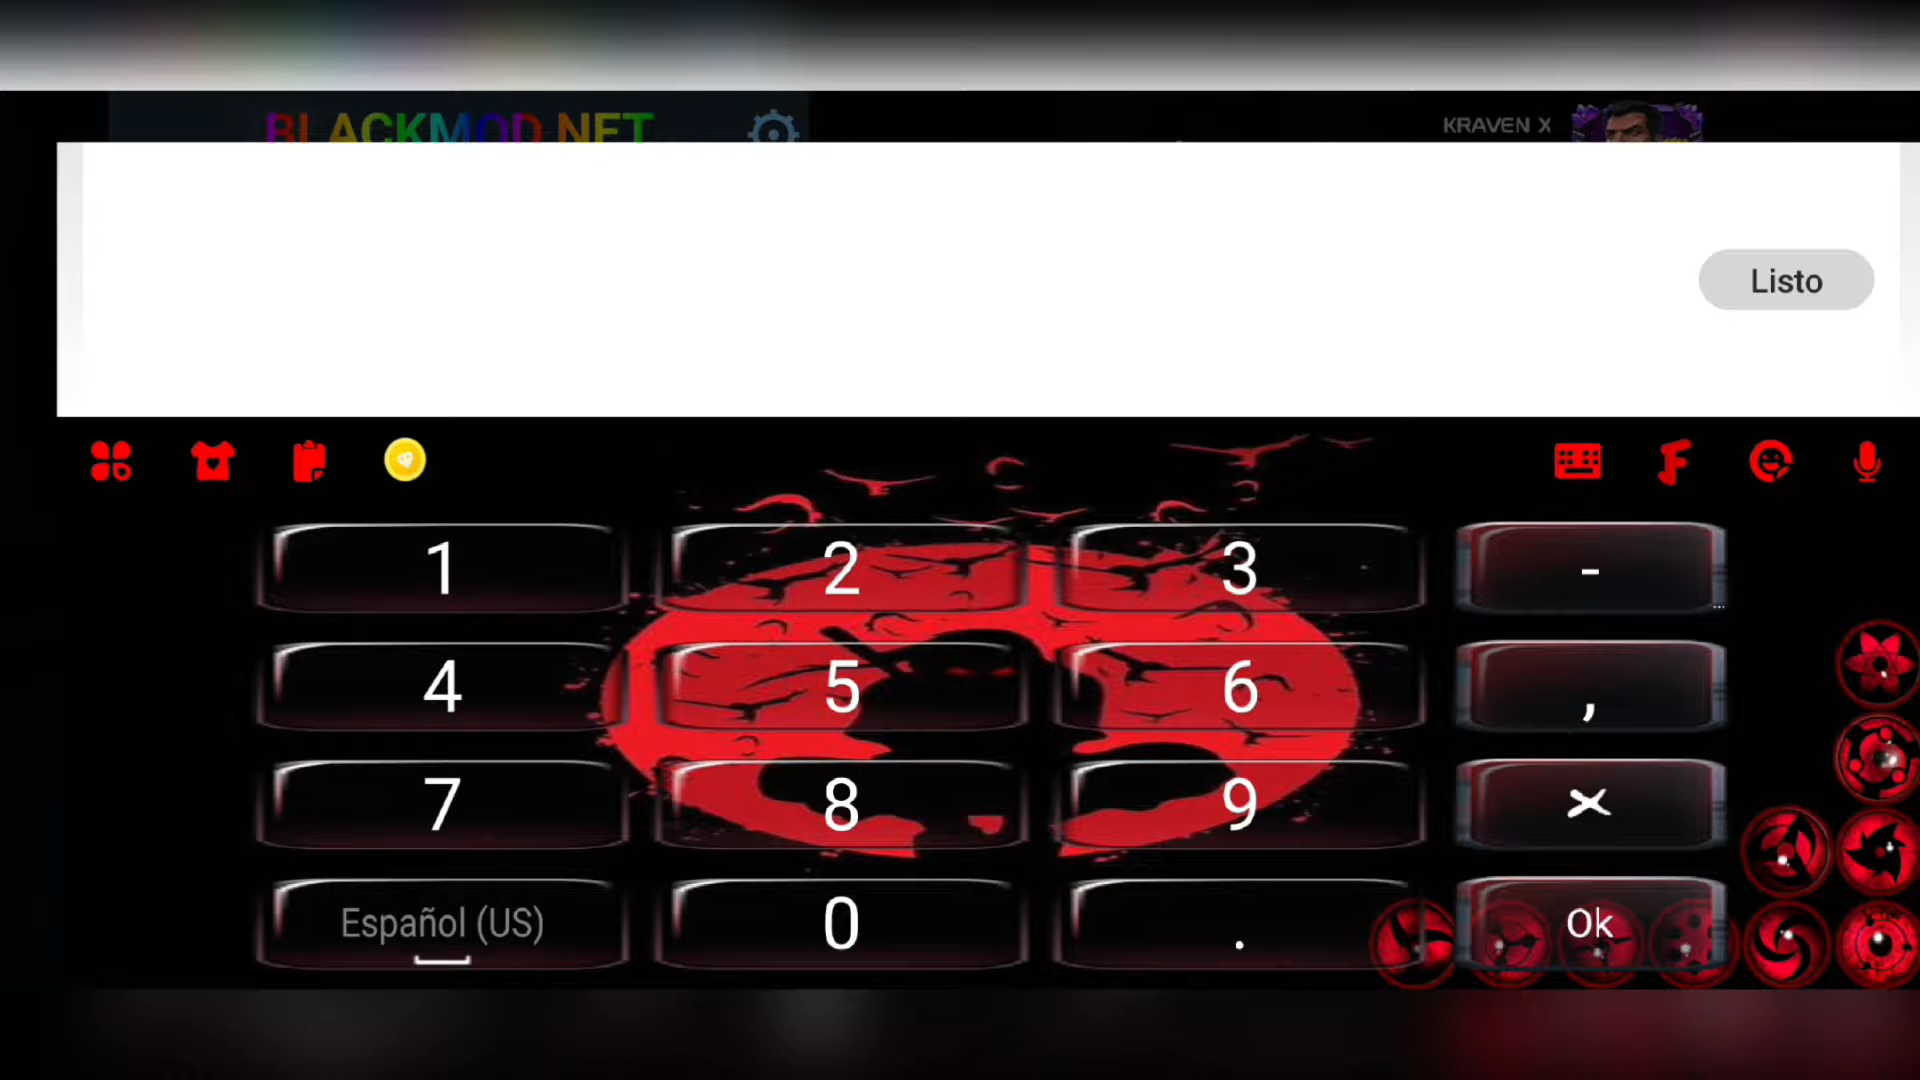 BLACKMOD.NET
KRAVEN X
Listo
1 2 3 -
4 5 6 ,
7 8 9
Español (US) 0 . Ok